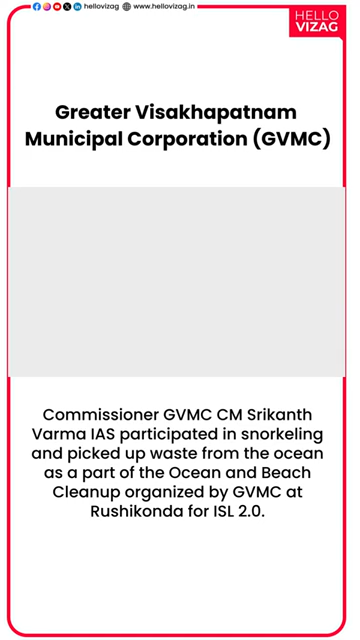 hellovizag www.hellovizag.in
HELLO
VIZAG
Greater Visakhapatnam
Municipal Corporation (GVMC)
Commissioner GVMC CM Srikanth
Varma IAS participated in snorkeling
and picked up waste from the ocean
as a part of the Ocean and Beach
Cleanup organized by GVMC at
Rushikonda for ISL 2.0.